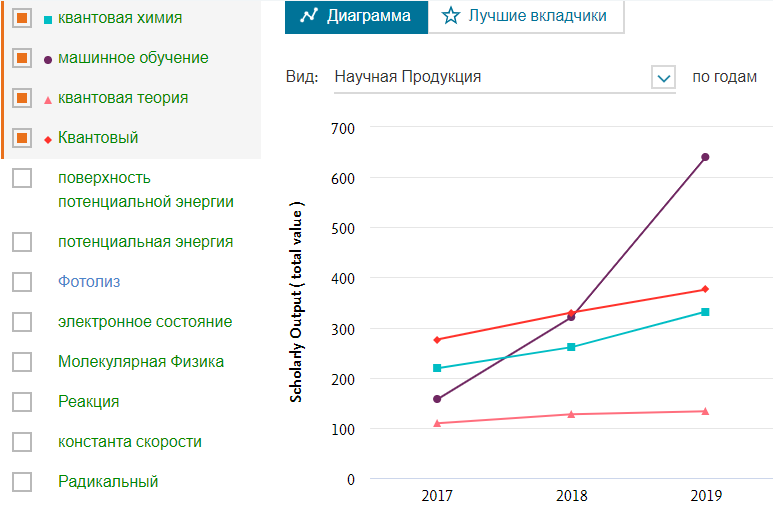 квантовая химия
машинное обучение
квантовая теория
Квантовый
поверхность
потенциальной энергии
потенциальная энергия
Фотолиз
электронное состояние
Молекулярная Физика
Реакция
константа скорости
Радикальный
Диаграмма
Лучшие вкладчики
Вид:
Научная Продукция
по годам
Scholarly Output ( total value )
700
600
500
400
300
200
100
0
2017
2018
2019